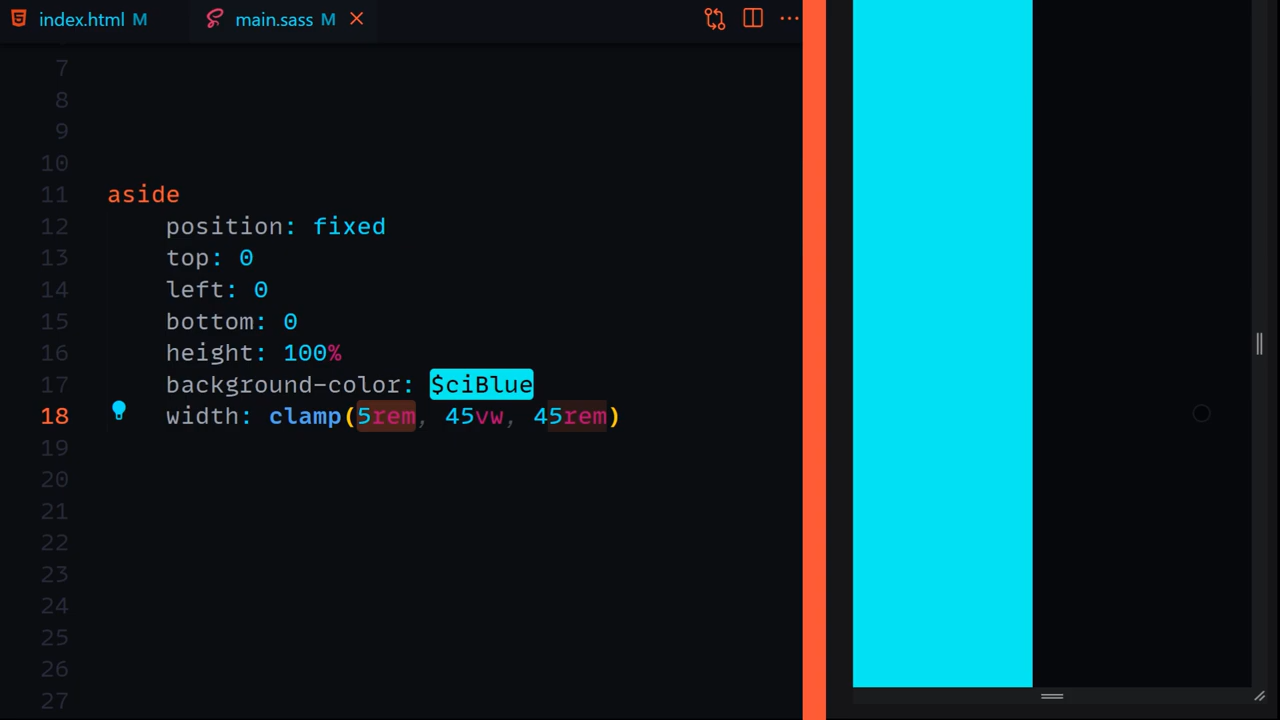 index.html M
main.sass M
7
8
9
10
11 aside
12 position: fixed
13 top: 0
14 left: 0
15 bottom: 0
16 height: 100%
17 background-color: $ciBlue
18 width: clamp(5rem, 45vw, 45rem)
19
20
21
22
23
24
25
26
27